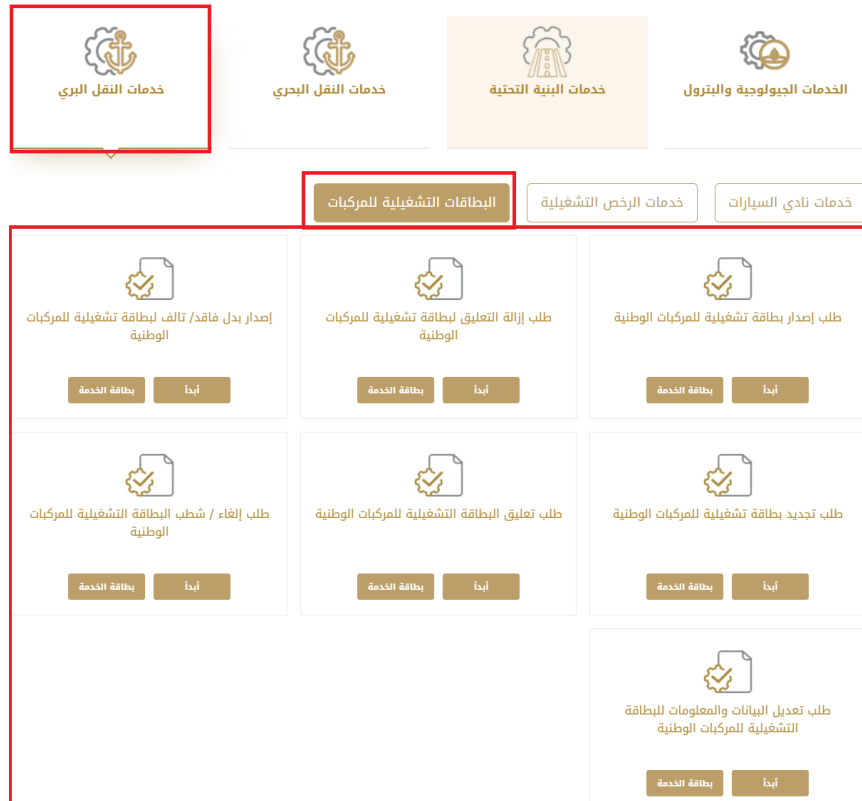 الخدمات الجيولوجية والبترول
خدمات البنية التحتية
خدمات النقل البحري
خدمات النقل البري
خدمات نادي السيارات
خدمات الرخص التشغيلية
البطاقات التشغيلية للمركبات
طلب إصدار بطاقة تشغيلية للمركبات الوطنية
أبدأ
بطاقة الخدمة
طلب إزالة التعليق لبطاقة تشغيلية للمركبات
الوطنية
أبدأ
بطاقة الخدمة
إصدار بدل فاقد/ تالف لبطاقة تشغيلية للمركبات
الوطنية
أبدأ
بطاقة الخدمة
طلب تجديد بطاقة تشغيلية للمركبات الوطنية
أبدأ
بطاقة الخدمة
طلب تعليق البطاقة التشغيلية للمركبات الوطنية
أبدأ
بطاقة الخدمة
طلب إلغاء / شطب البطاقة التشغيلية للمركبات
الوطنية
أبدأ
بطاقة الخدمة
طلب تعديل البيانات والمعلومات للبطاقة
التشغيلية للمركبات الوطنية
أبدأ
بطاقة الخدمة